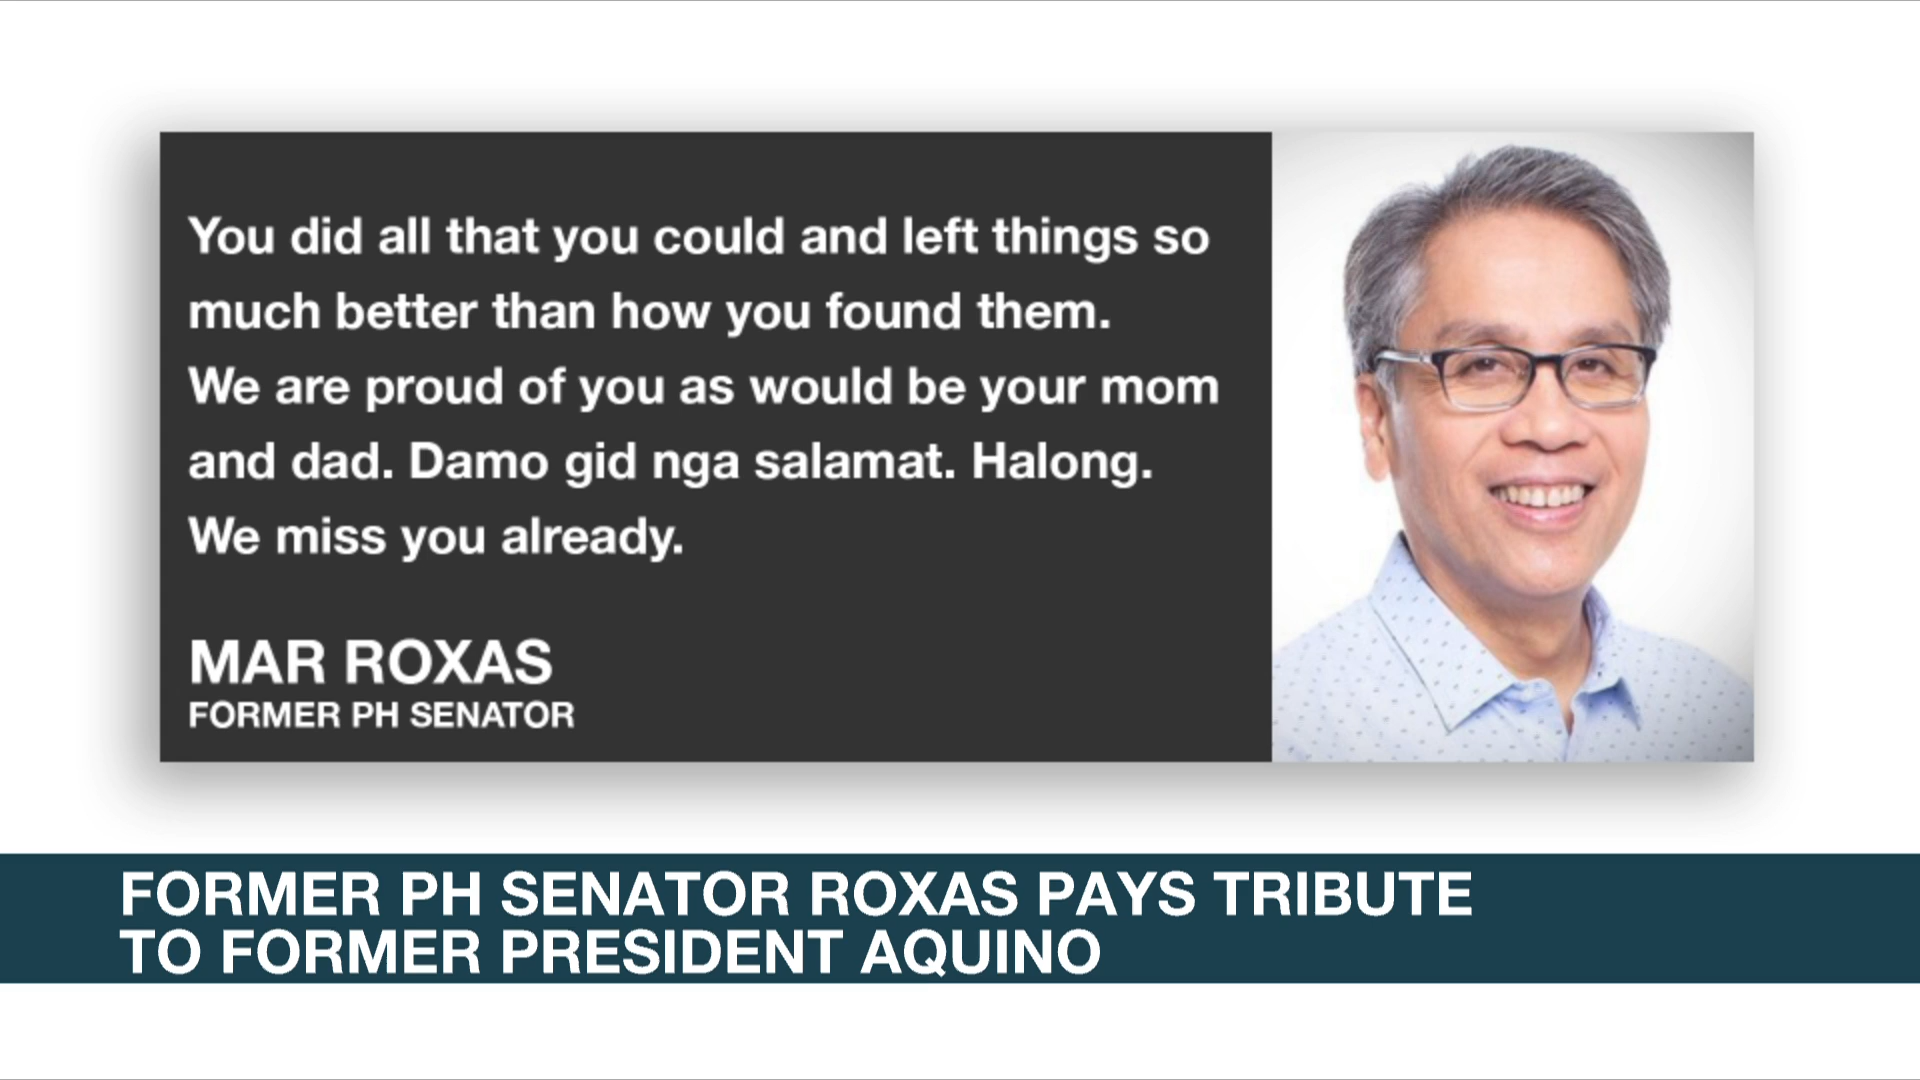 You did all that you could and left things so
much better than how you found them.
We are proud of you as would be your mom
and dad. Damo gid nga salamat. Halong.
We miss you already.
MAR ROXAS
FORMER PH SENATOR
FORMER PH SENATOR ROXAS PAYS TRIBUTE
TO FORMER PRESIDENT AQUINO